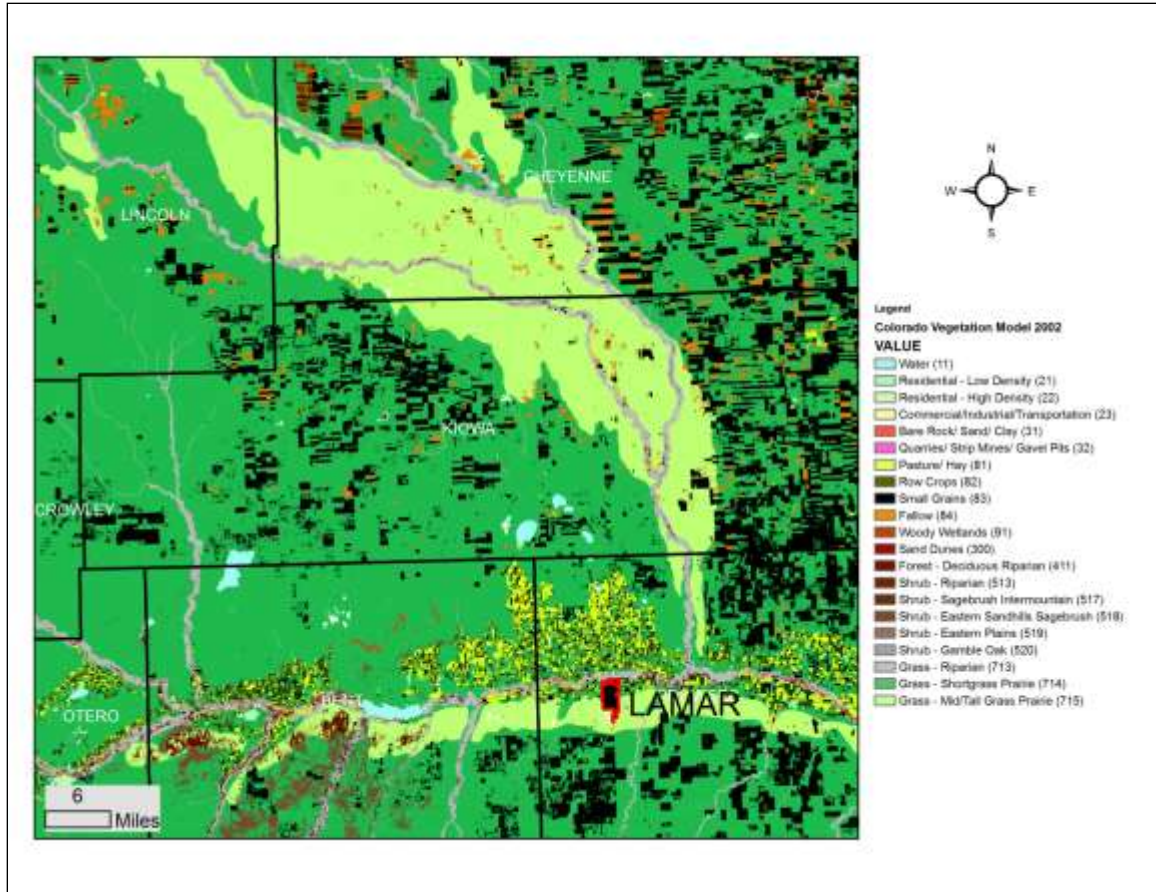 CHEYENNE
LINCOLN
KIOWA
CROWLEY
OTERO
BENT
LAMAR
6
Miles
N
W
E
S
Legend
Colorado Vegetation Model 2002
VALUE
Water (11)
Residential - Low Density (21)
Residential - High Density (22)
Commercial/Industrial/Transportation (23)
Bare Rock/ Sand/ Clay (31)
Quarries/ Strip Mines/ Gavel Pits (32)
Pasture/ Hay (81)
Row Crops (82)
Small Grains (83)
Fallow (84)
Woody Wetlands (91)
Sand Dunes (300)
Forest - Deciduous Riparian (411)
Shrub - Riparian (513)
Shrub - Sagebrush Intermountain (517)
Shrub - Eastern Sandhills Sagebrush (518)
Shrub - Eastern Plains (519)
Shrub - Gamble Oak (520)
Grass - Riparian (713)
Grass - Shortgrass Prairie (714)
Grass - Mid/Tall Grass Prairie (715)